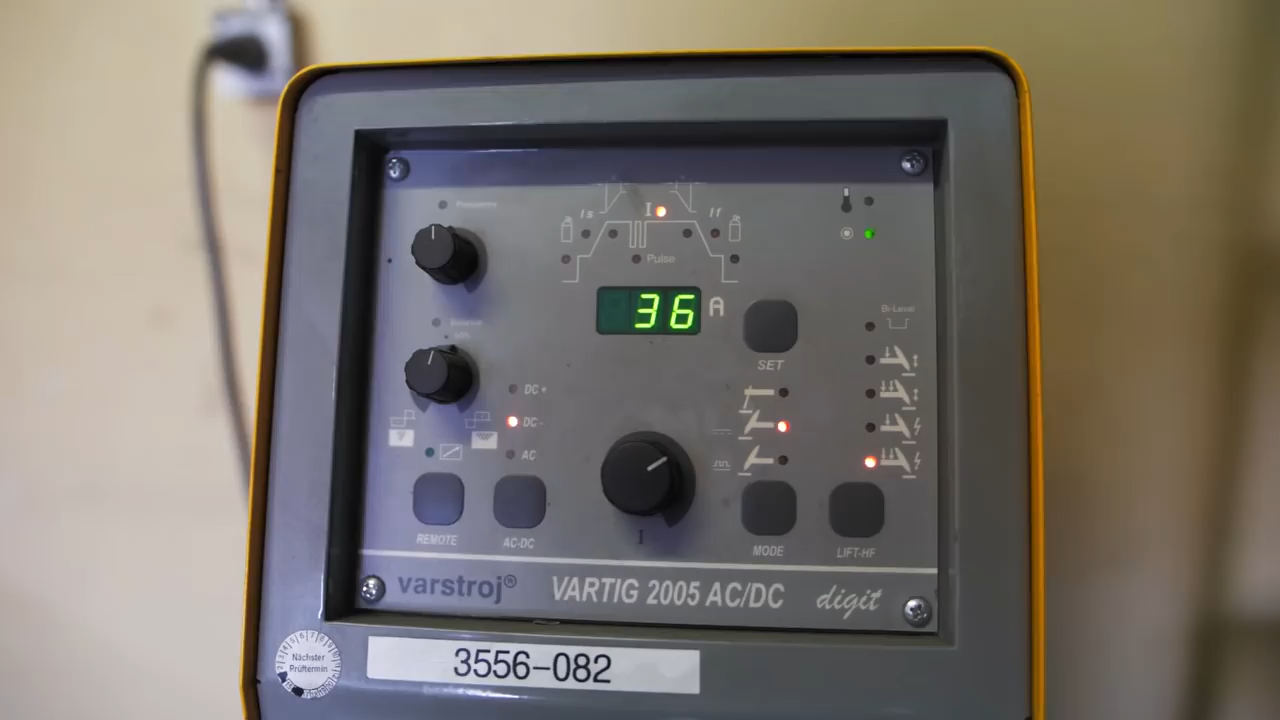 Frequency
Is
I
If
Pulse
36 A
Bi-Level
SET
DC +
DC -
AC
I
REMOTE
AC-DC
MODE
LIFT-HF
varstroj®
VARTIG 2005 AC/DC
digit
Nächster
Prüftermin
3556-082